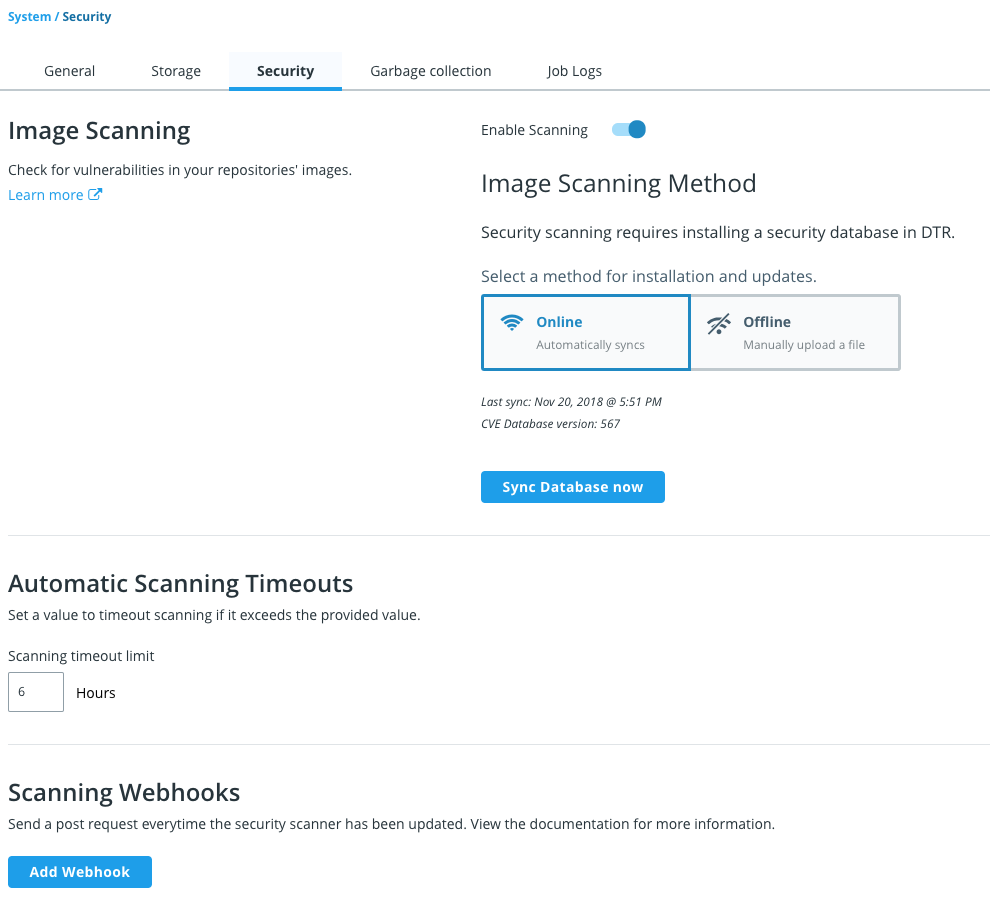 System / Security
General Storage Security Garbage collection Job Logs
Image Scanning
Check for vulnerabilities in your repositories' images.
Learn more
Enable Scanning
Image Scanning Method
Security scanning requires installing a security database in DTR.
Select a method for installation and updates.
Online
Automatically syncs
Offline
Manually upload a file
Last sync: Nov 20, 2018 @ 5:51 PM
CVE Database version: 567
Sync Database now
Automatic Scanning Timeouts
Set a value to timeout scanning if it exceeds the provided value.
Scanning timeout limit
6 Hours
Scanning Webhooks
Send a post request everytime the security scanner has been updated. View the documentation for more information.
Add Webhook